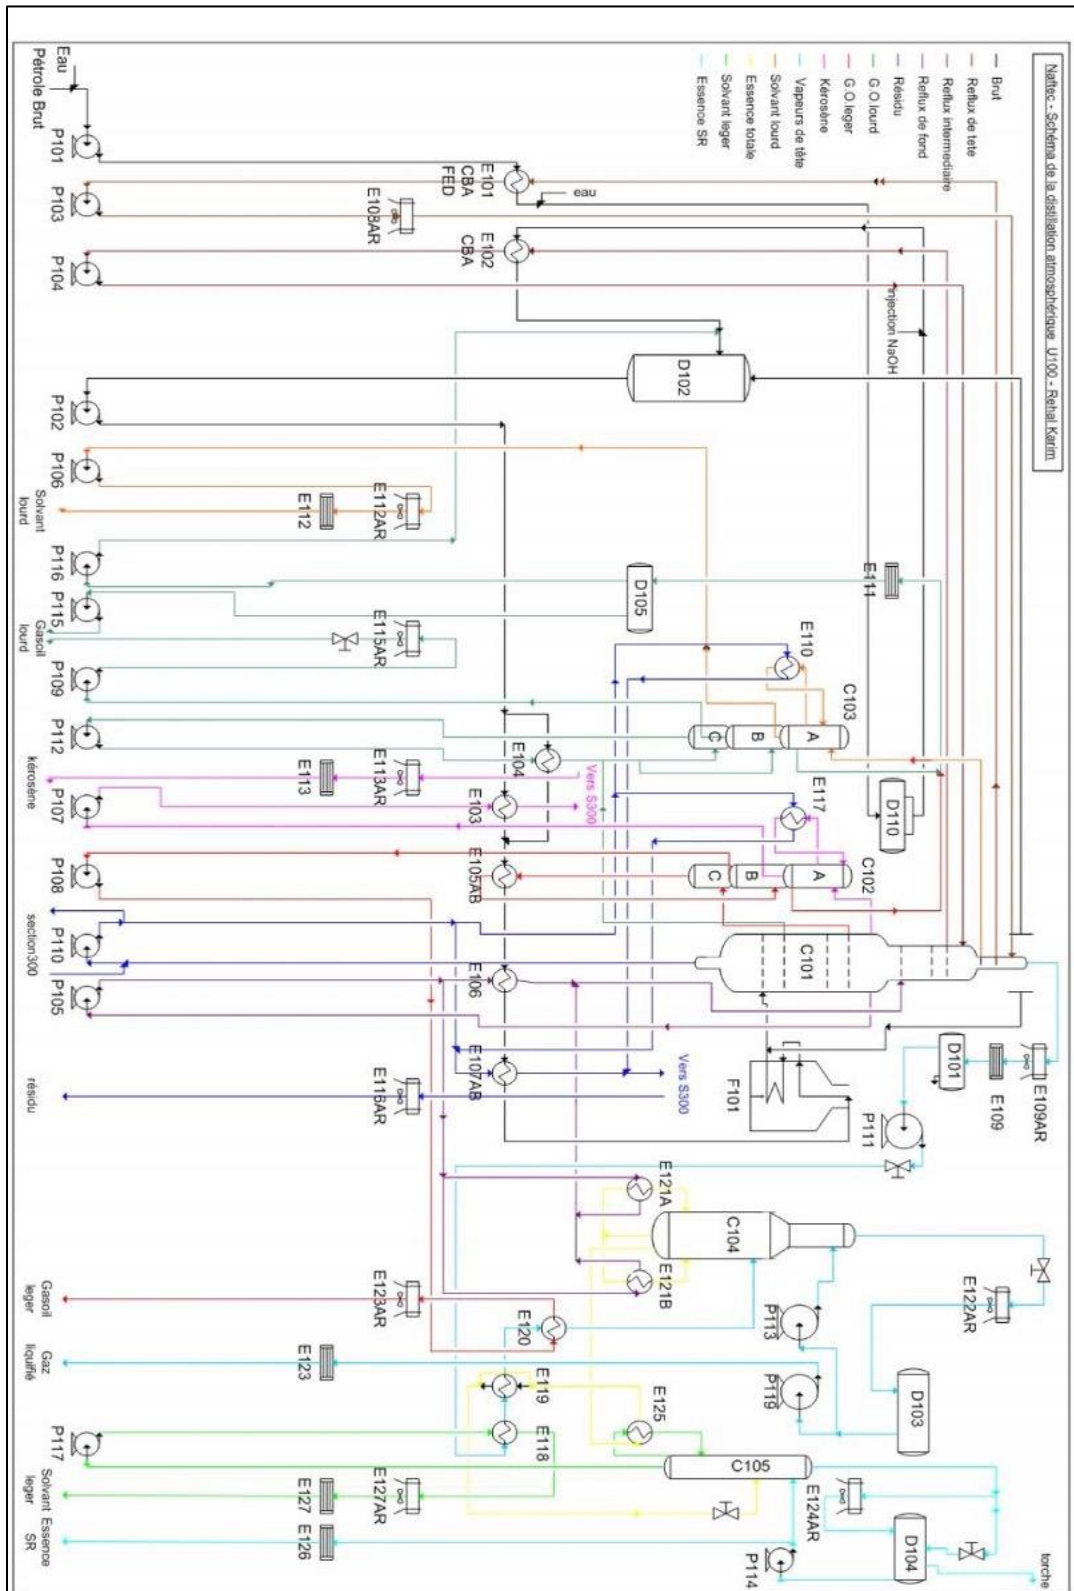 Naftec - Schéma de la distillation atmosphérique U100 - Rehal Karim
Brut
Reflux de tete
Reflux intermediaire
Reflux de fond
Résidu
G.O.lourd
G.O.leger
Kérosène
Vapeurs de tête
Solvant lourd
Essence totale
Solvant leger
Essence SR
E109AR
E109
D101
P111
E122AR
D103
P113
P119
torche
D104
E124AR
P114
eau
injection NaOH
E111
D110
C101
F101
D102
D105
E110
C103
A
B
C
E117
C102
A
B
C
C104
E121A
E121B
E125
C105
E101
CBA
FED
E102
CBA
E104
E103
Vers S300
E105AB
E106
E107AB
Vers S300
E120
E119
E118
E108AR
E112AR
E112
E115AR
E113AR
E113
E116AR
E123AR
E123
E127AR
E127
E126
Eau
Pétrole Brut
P101
P103
P104
P102
P106
Solvant
lourd
P116
P115
Gasoil
lourd
P109
P112
kérosène
P107
P108
section300
P110
P105
résidu
Gasoil
leger
Gaz
liquifié
P117
Solvant
leger
Essence
SR